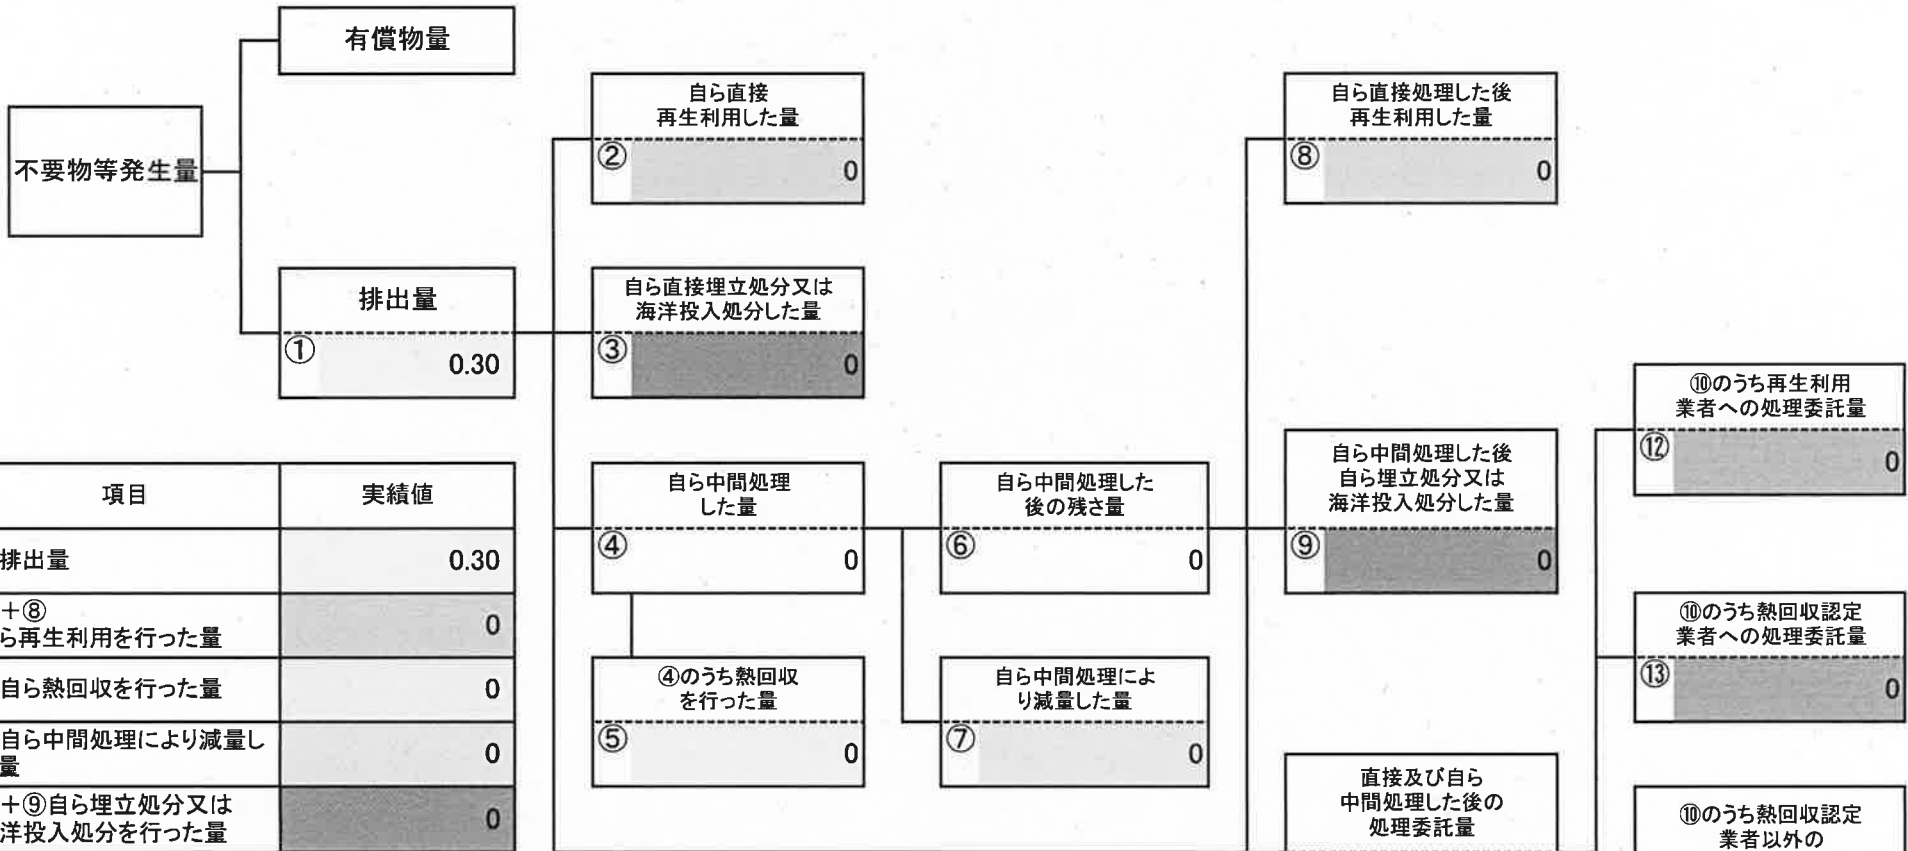 有償物量
不要物等発生量
排出量
①
0.30
自ら直接
再生利用した量
②
0
自ら直接埋立処分又は
海洋投入処分した量
③
0
自ら中間処理
した量
④
0
④のうち熱回収
を行った量
⑤
0
自ら中間処理した
後の残さ量
⑥
0
自ら中間処理によ
り減量した量
⑦
0
自ら直接処理した後
再生利用した量
⑧
0
自ら中間処理した後
自ら埋立処分又は
海洋投入処分した量
⑨
0
直接及び自ら
中間処理した後の
処理委託量
⑩のうち再生利用
業者への処理委託量
⑫
0
⑩のうち熱回収認定
業者への処理委託量
⑬
0
⑩のうち熱回収認定
業者以外の
項目 実績値
排出量 0.30
+⑧
ら再生利用を行った量 0
自ら熱回収を行った量 0
自ら中間処理により減量し
量 0
+⑨自ら埋立処分又は
洋投入処分を行った量 0